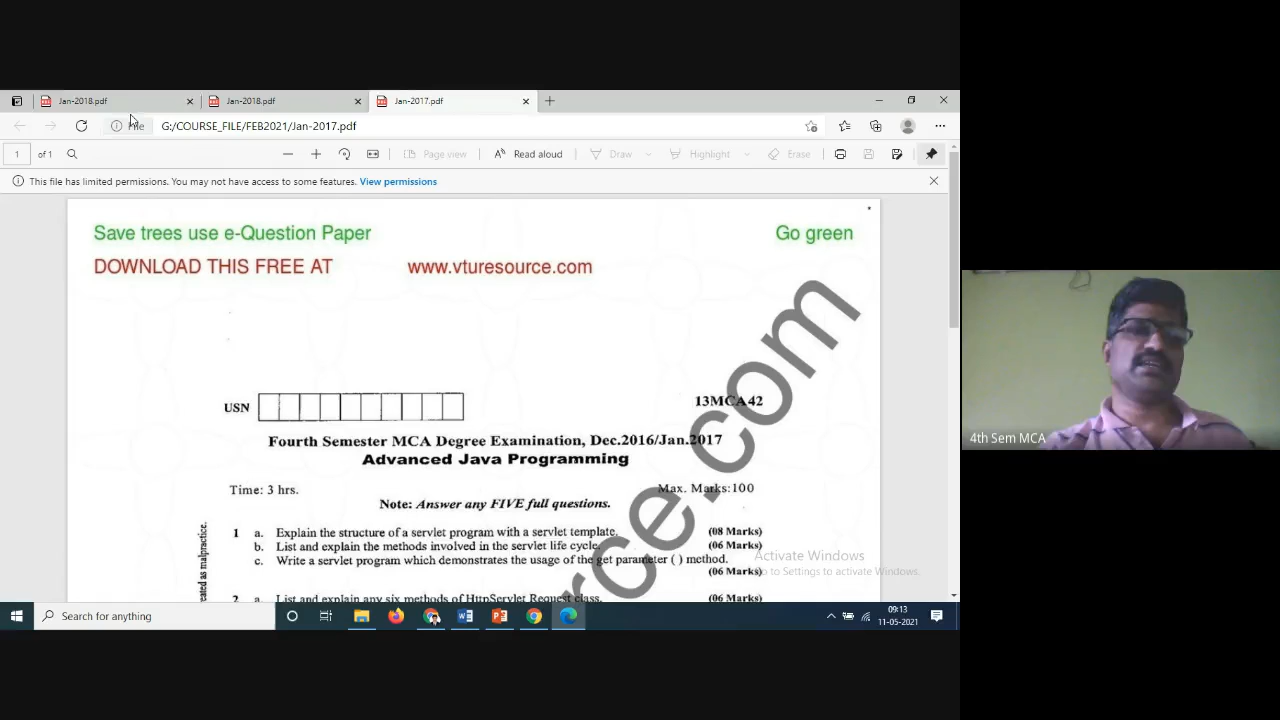 Jan-2018.pdf
Jan-2018.pdf
Jan-2017.pdf
File
G:/COURSE_FILE/FEB2021/Jan-2017.pdf
1 of 1
Page view
Read aloud
Draw
Highlight
Erase
This file has limited permissions. You may not have access to some features. View permissions
Save trees use e-Question Paper
Go green
DOWNLOAD THIS FREE AT
www.vturesource.com
rce.com
USN
13MCA42
Fourth Semester MCA Degree Examination, Dec.2016/Jan.2017
Advanced Java Programming
Time: 3 hrs.
Max. Marks:100
Note: Answer any FIVE full questions.
1 a. Explain the structure of a servlet program with a servlet template. (08 Marks)
b. List and explain the methods involved in the servlet life cycle. (06 Marks)
c. Write a servlet program which demonstrates the usage of the get parameter ( ) method.
(06 Marks)
2 a. List and explain any six methods of HttpServlet Request class. (06 Marks)
eated as malpractice.
Activate Windows
Go to Settings to activate Windows.
4th Sem MCA
Search for anything
09:13
11-05-2021